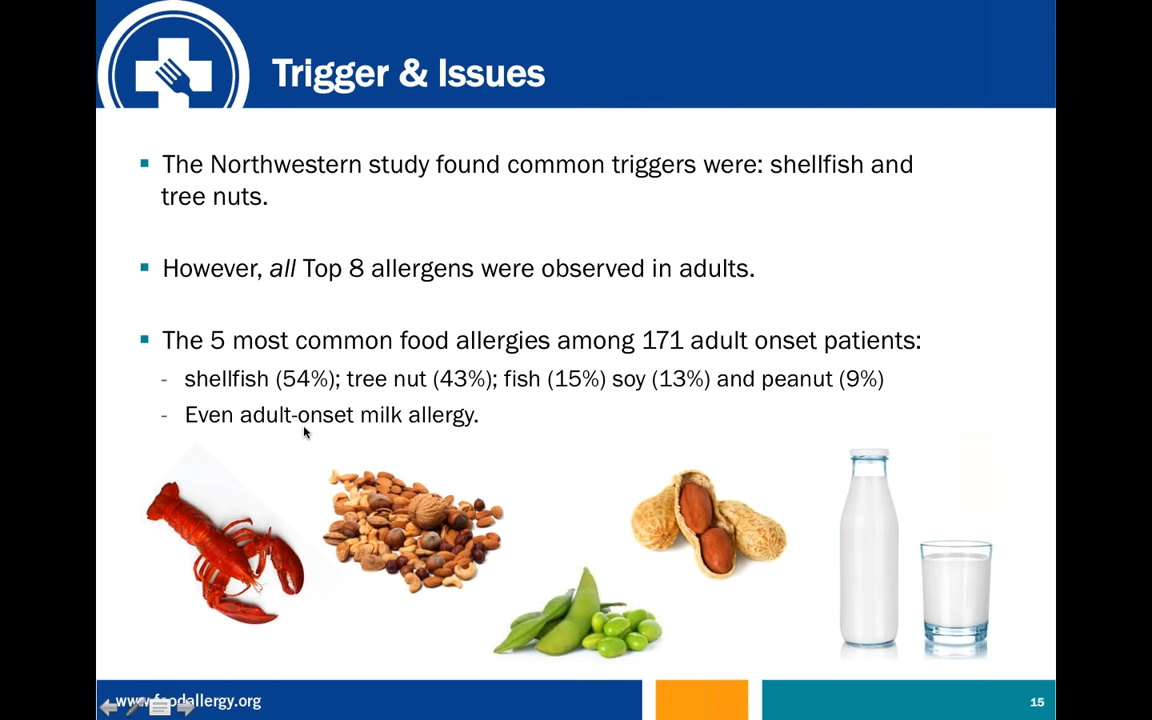 Trigger & Issues
The Northwestern study found common triggers were: shellfish and
tree nuts.
However, all Top 8 allergens were observed in adults.
The 5 most common food allergies among 171 adult onset patients:
- shellfish (54%); tree nut (43%); fish (15%) soy (13%) and peanut (9%)
- Even adult-onset milk allergy.
www.foodallergy.org
15